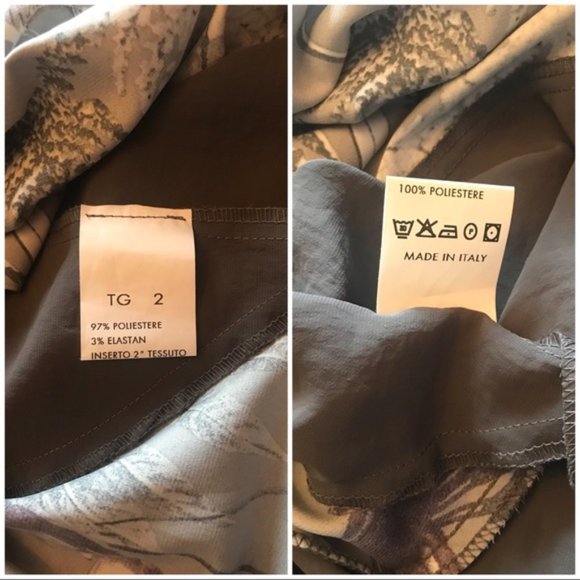 TG 2
97% POLIESTERE
3% ELASTAN
INSERTO 2° TESSUTO
100% POLIESTERE
MADE IN ITALY